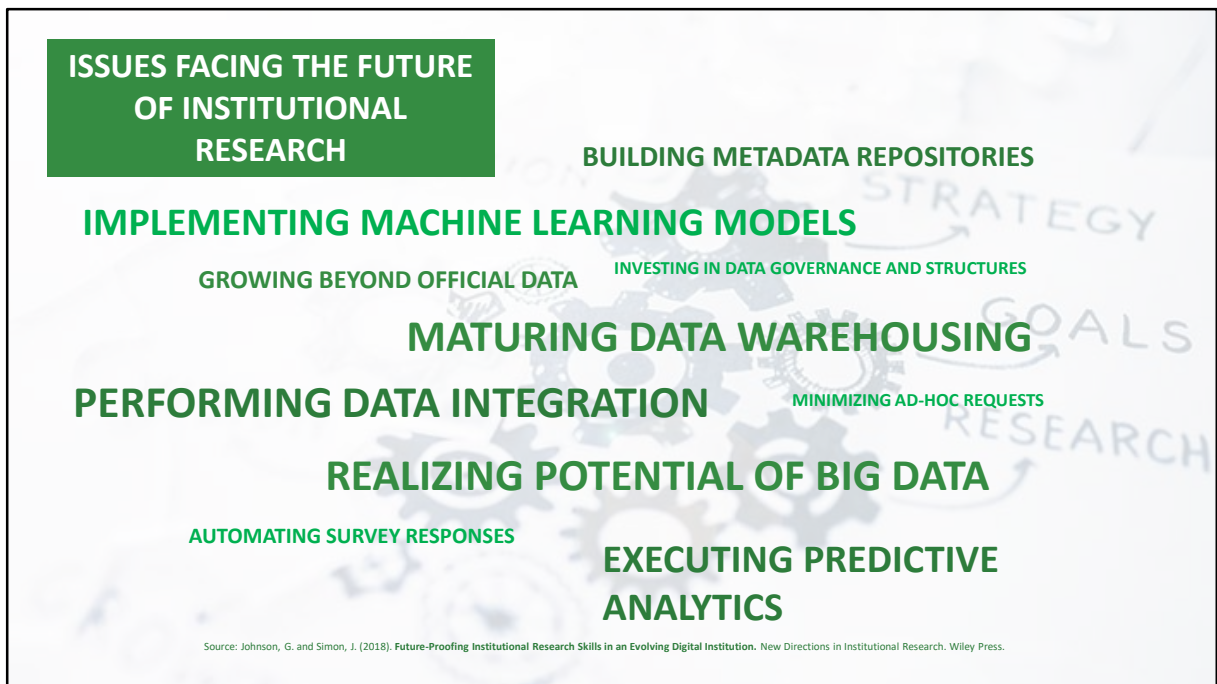 ISSUES FACING THE FUTURE
OF INSTITUTIONAL
RESEARCH
BUILDING METADATA REPOSITORIES
STRATEGY
IMPLEMENTING MACHINE LEARNING MODELS
GROWING BEYOND OFFICIAL DATA
INVESTING IN DATA GOVERNANCE AND STRUCTURES
GOALS
MATURING DATA WAREHOUSING
PERFORMING DATA INTEGRATION
MINIMIZING AD-HOC REQUESTS
RESEARCH
REALIZING POTENTIAL OF BIG DATA
AUTOMATING SURVEY RESPONSES
EXECUTING PREDICTIVE
ANALYTICS
Source: Johnson, G. and Simon, J. (2018). Future-Proofing Institutional Research Skills in an Evolving Digital Institution. New Directions in Institutional Research. Wiley Press.